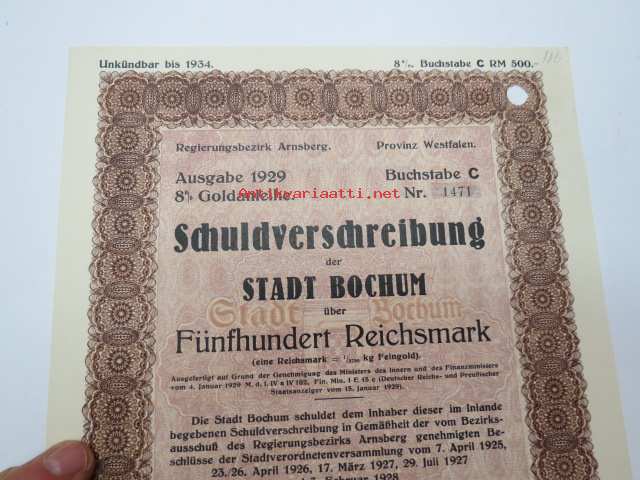 Unkündbar bis 1934. 8% Buchstabe C RM 500.-
Regierungsbezirk Arnsberg. Provinz Westfalen.
Ausgabe 1929 Buchstabe C
8% Goldanleihe. Nr. 1471
Antikvariaatti.net
Schuldverschreibung
der
STADT BOCHUM
Stadt Bochum
über
Fünfhundert Reichsmark
(eine Reichsmark = 1/2790 kg Feingold).
Ausgefertigt auf Grund der Genehmigung des Ministers des Innern und des Finanzministers
vom 4. Januar 1929 M. d. I. IV a IV 182, Fin. Min. I E 15 c (Deutscher Reichs- und Preußischer
Staatsanzeiger vom 15. Januar 1929).
Die Stadt Bochum schuldet dem Inhaber dieser im Inlande
begebenen Schuldverschreibung in Gemäßheit der vom Bezirks-
ausschuß des Regierungsbezirks Arnsberg genehmigten Be-
schlüsse der Stadtverordnetenversammlung vom 7. April 1925,
23./26. April 1926, 17. März 1927, 29. Juli 1927
Februar 1928